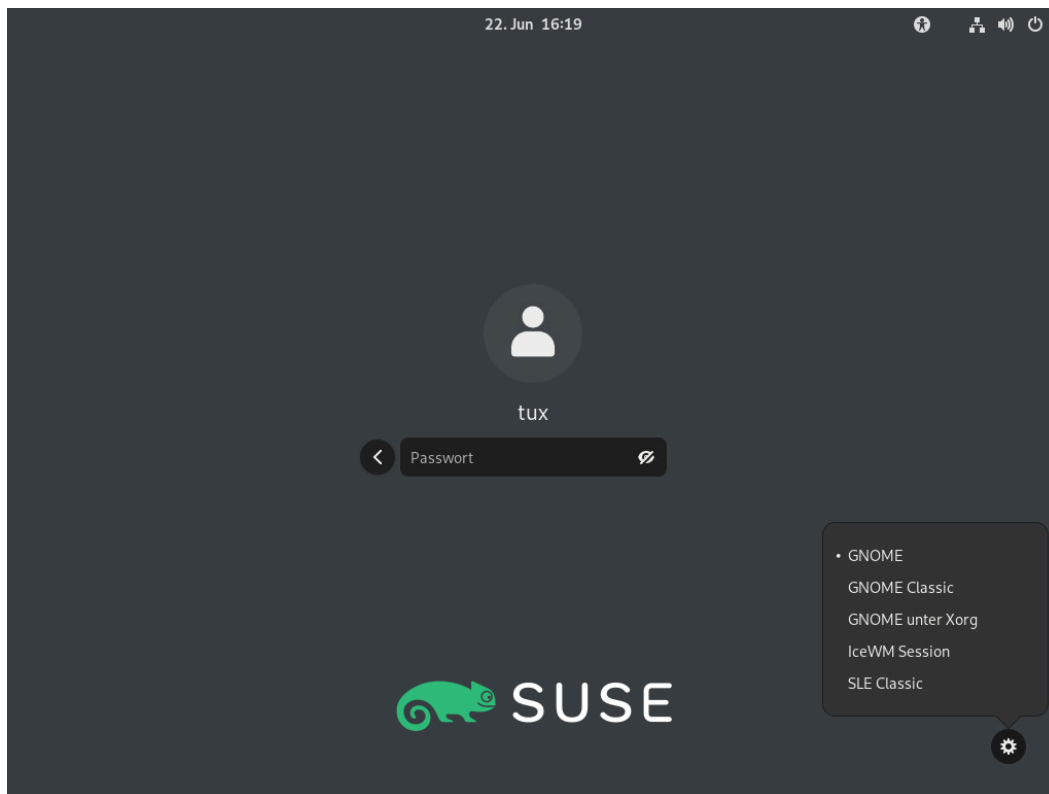 22. Jun 16:19
tux
Passwort
• GNOME
GNOME Classic
GNOME unter Xorg
IceWM Session
SLE Classic
SUSE